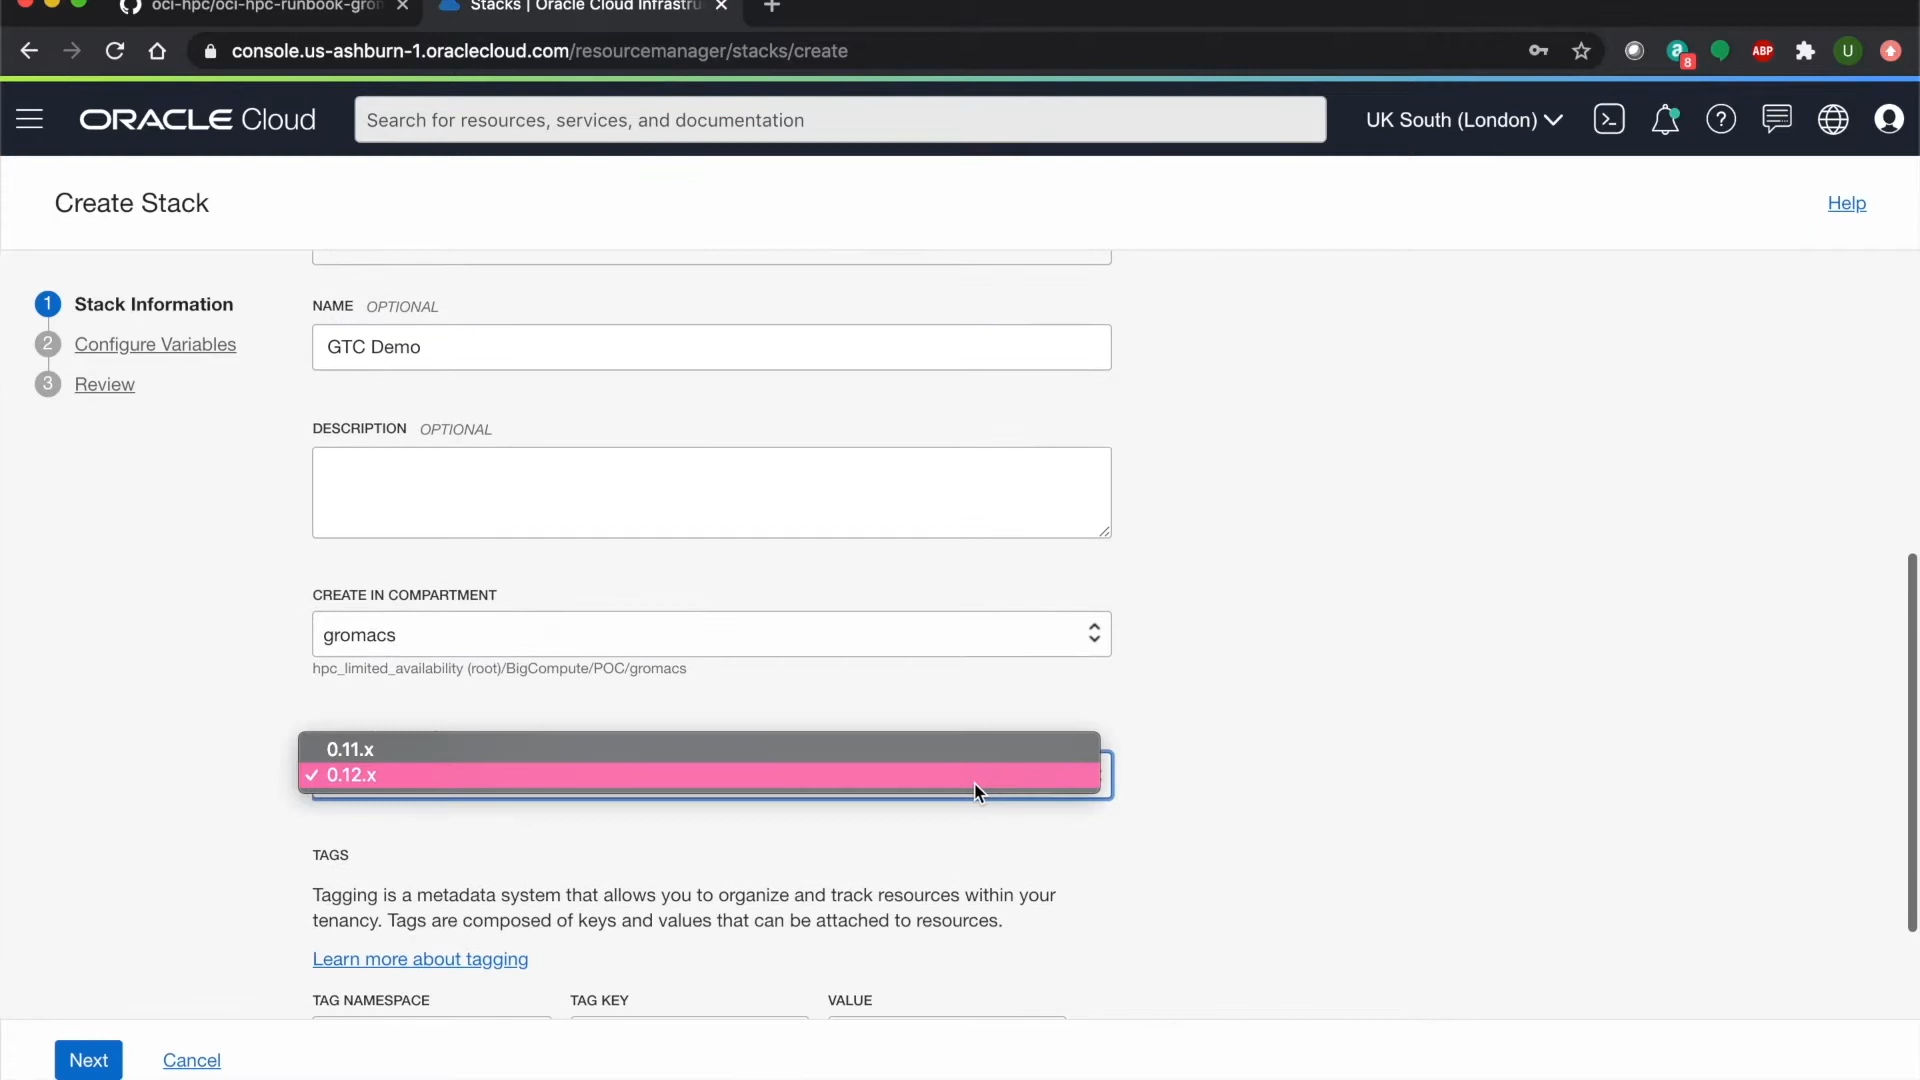 oci-hpc/oci-hpc-runbook-gron
Stacks | Oracle Cloud Infrastru
console.us-ashburn-1.oraclecloud.com/resourcemanager/stacks/create
8
ABP
U
ORACLE Cloud
Search for resources, services, and documentation
UK South (London)
Create Stack
Help
1 Stack Information
2 Configure Variables
3 Review
NAME OPTIONAL
GTC Demo
DESCRIPTION OPTIONAL
CREATE IN COMPARTMENT
gromacs
hpc_limited_availability (root)/BigCompute/POC/gromacs
0.11.x
0.12.x
TAGS
Tagging is a metadata system that allows you to organize and track resources within your
tenancy. Tags are composed of keys and values that can be attached to resources.
Learn more about tagging
TAG NAMESPACE
TAG KEY
VALUE
Next
Cancel